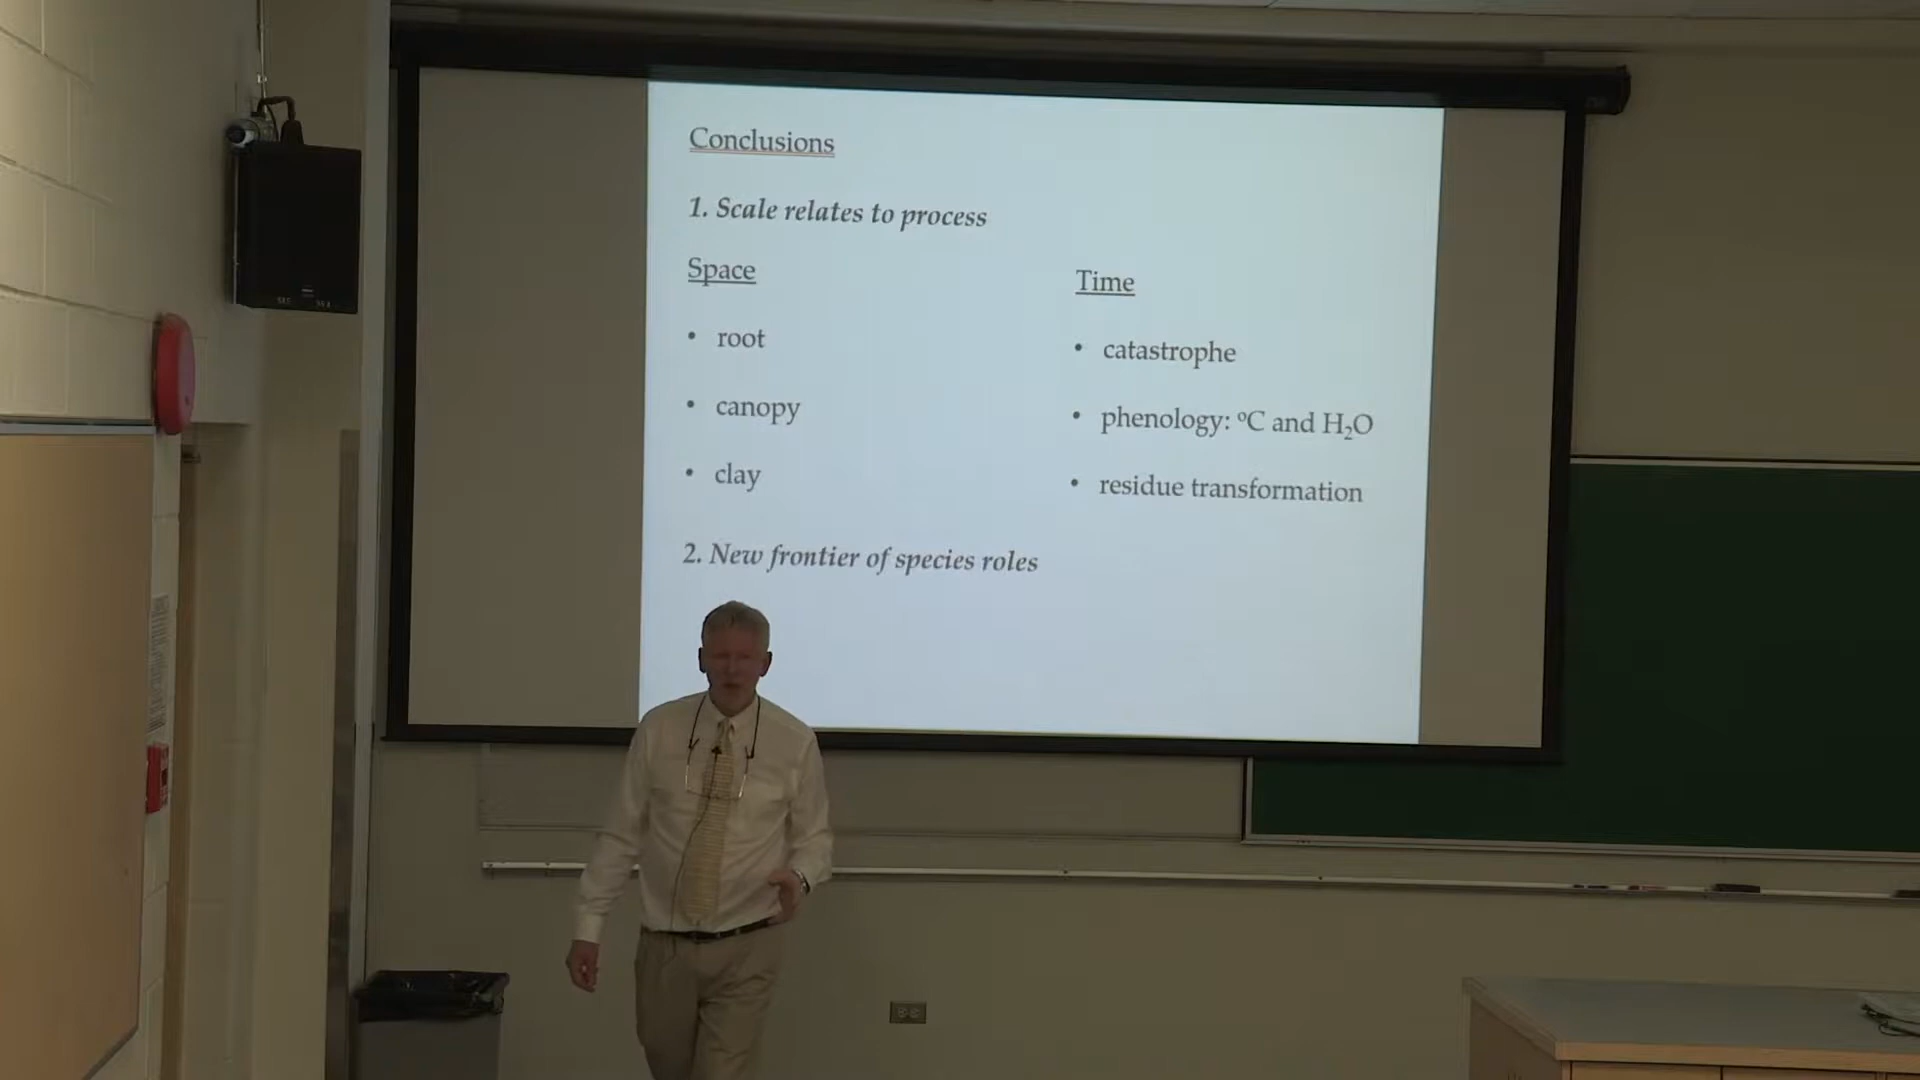 Conclusions
1. Scale relates to process
Space
• root
• canopy
• clay
Time
• catastrophe
• phenology: ºC and H₂O
• residue transformation
2. New frontier of species roles